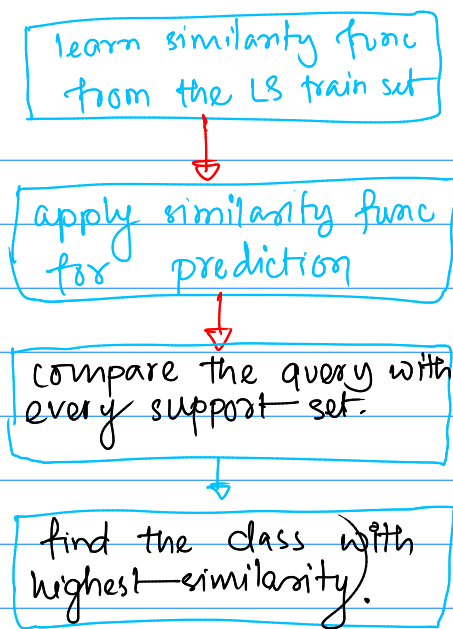 learn similarity func
from the LS train set
apply similarity func
for prediction
compare the query with
every support set.
find the class with
highest similarity.